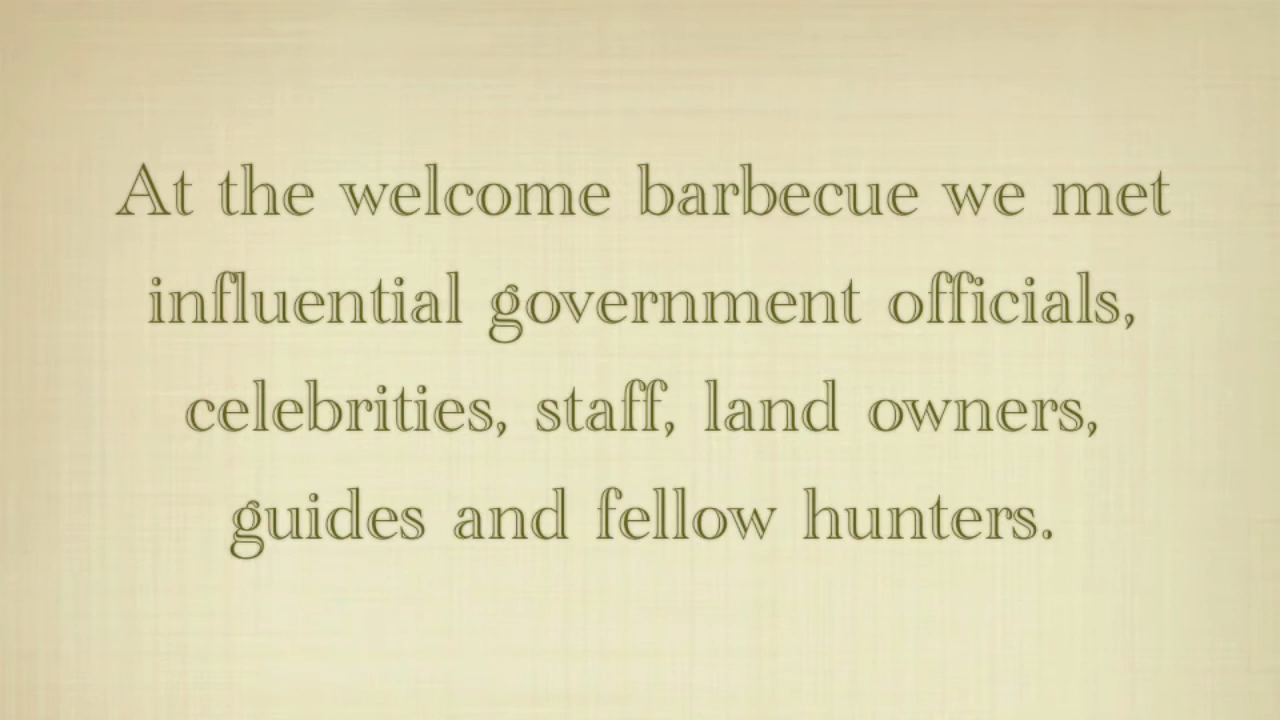 At the welcome barbecue we met
influential government officials,
celebrities, staff, land owners,
guides and fellow hunters.